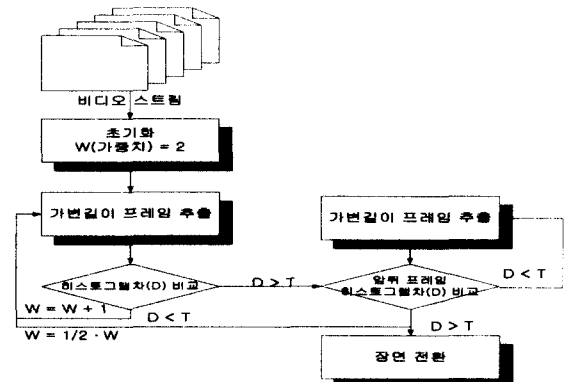 비디오 스트림
초기화
W(가중치) = 2
가변길이 프레임 추출
가변길이 프레임 추출
히스토그램차(D) 비교
D > T
앞뒤 프레임
히스토그램차(D) 비교
D < T
W = W + 1
D < T
W = 1/2 · W
D > T
장면 전환